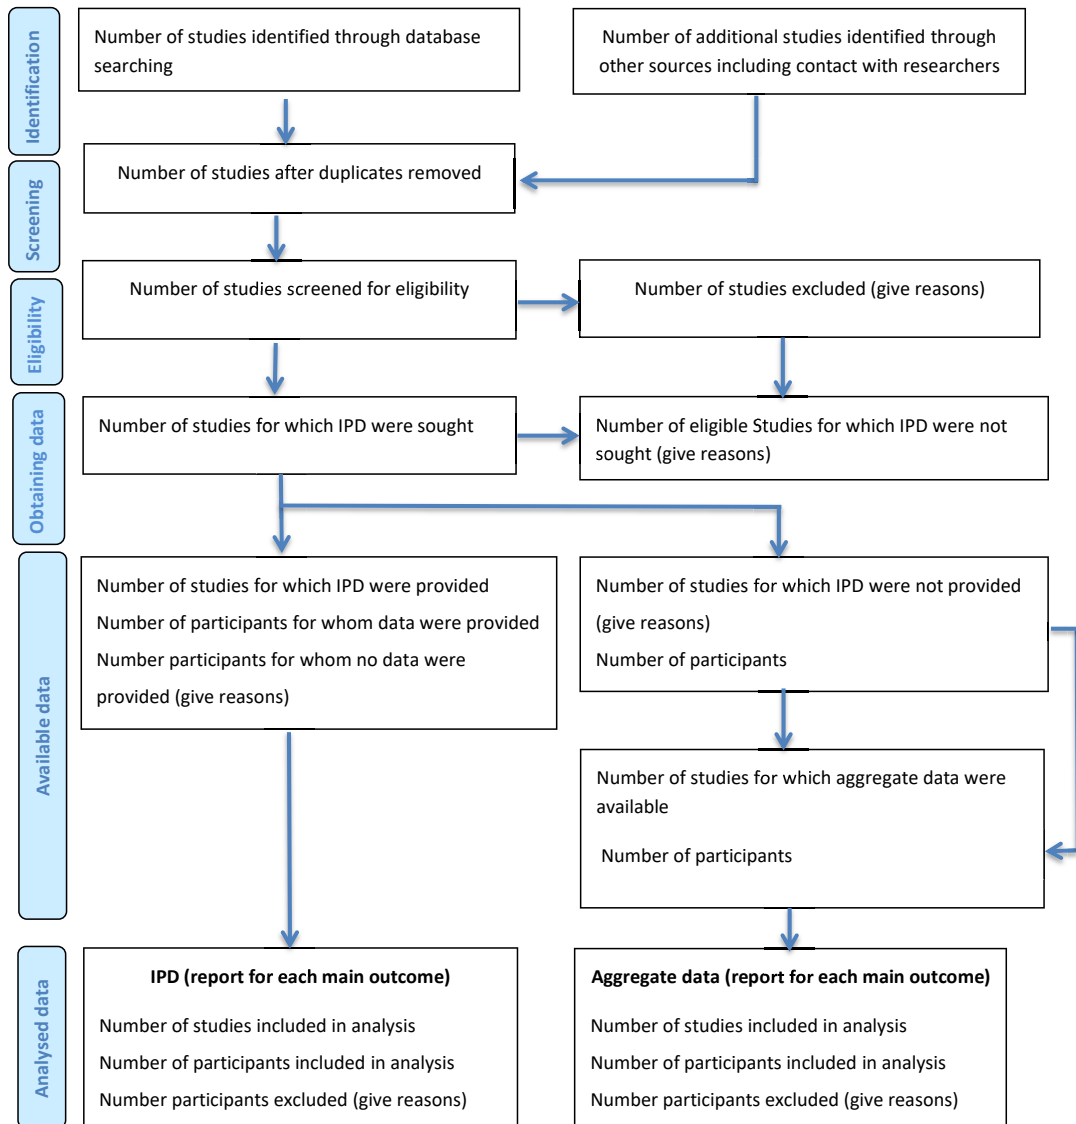 Identification
Number of studies identified through database
searching
Number of additional studies identified through
other sources including contact with researchers
Screening
Number of studies after duplicates removed
Eligibility
Number of studies screened for eligibility
Number of studies excluded (give reasons)
Obtaining data
Number of studies for which IPD were sought
Number of eligible Studies for which IPD were not
sought (give reasons)
Available data
Number of studies for which IPD were provided
Number of participants for whom data were provided
Number participants for whom no data were
provided (give reasons)
Number of studies for which IPD were not provided
(give reasons)
Number of participants
Number of studies for which aggregate data were
available
Number of participants
Analysed data
IPD (report for each main outcome)
Number of studies included in analysis
Number of participants included in analysis
Number participants excluded (give reasons)
Aggregate data (report for each main outcome)
Number of studies included in analysis
Number of participants included in analysis
Number participants excluded (give reasons)